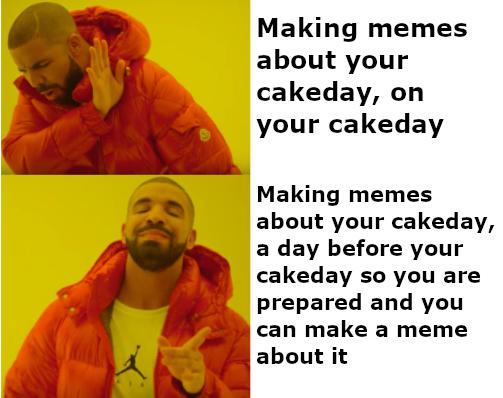 Making memes
about your
cakeday, on
your cakeday
Making memes
about your cakeday,
a day before your
cakeday so you are
prepared and you
can make a meme
about it